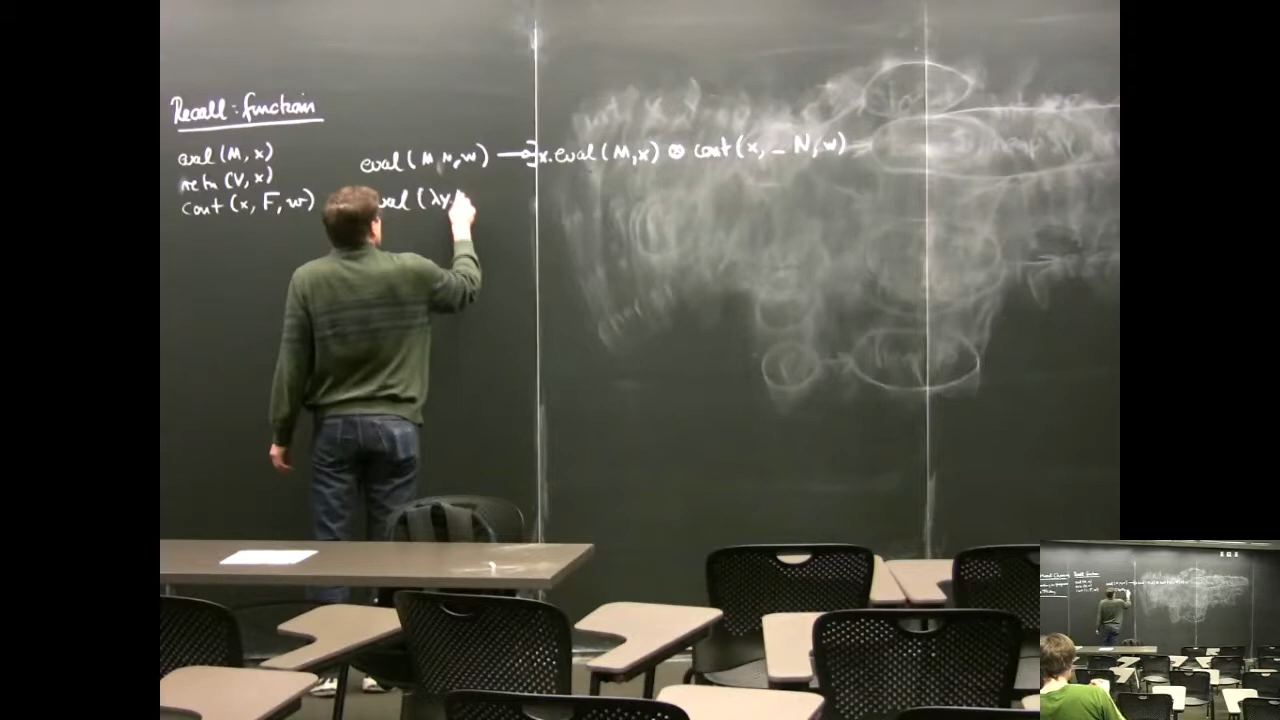 Recall: function
eval (M, x)
retn (V, x)
cont (x, F, w)
eval (M N, w) —o ∃x. eval (M, x) ⊗ cont (x, _ N, w)
eval (λy.